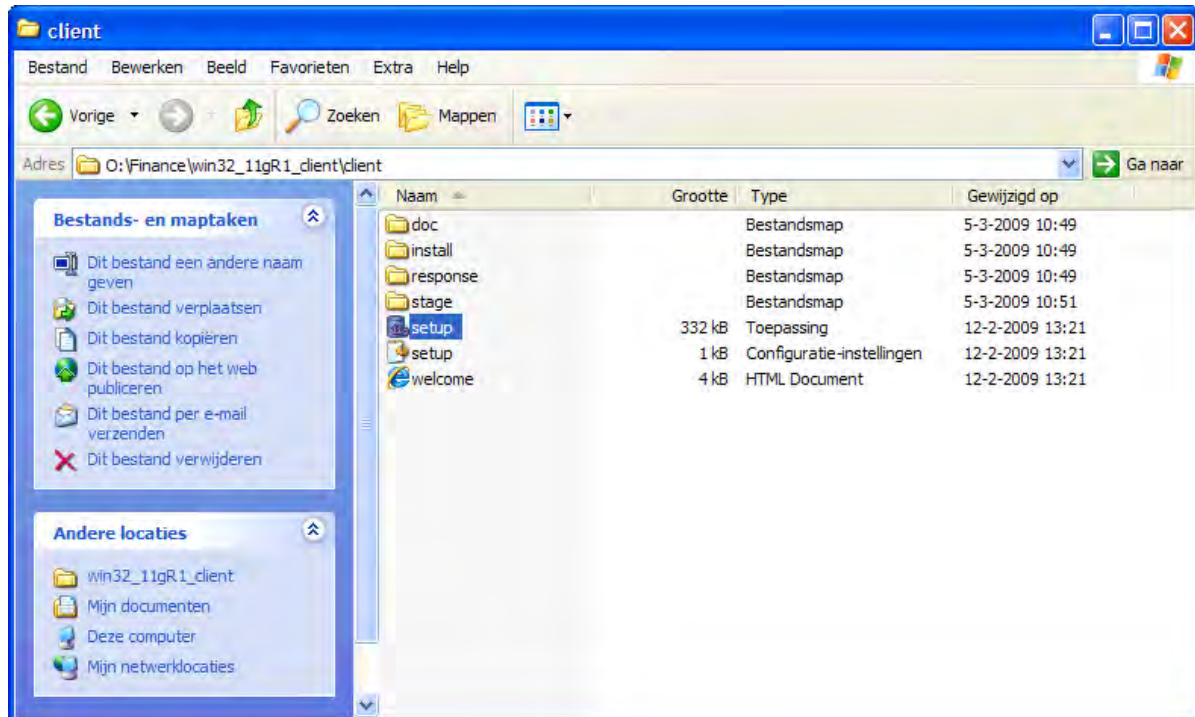 client
Bestand Bewerken Beeld Favorieten Extra Help
Vorige Zoeken Mappen
Adres O:\Finance\win32_11gR1_client\client Ga naar
Naam Grootte Type Gewijzigd op
doc Bestandsmap 5-3-2009 10:49
install Bestandsmap 5-3-2009 10:49
response Bestandsmap 5-3-2009 10:49
stage Bestandsmap 5-3-2009 10:51
setup 332 kB Toepassing 12-2-2009 13:21
setup 1 kB Configuratie-instellingen 12-2-2009 13:21
welcome 4 kB HTML Document 12-2-2009 13:21
Bestands- en maptaken
Dit bestand een andere naam
geven
Dit bestand verplaatsen
Dit bestand kopiëren
Dit bestand op het web
publiceren
Dit bestand per e-mail
verzenden
Dit bestand verwijderen
Andere locaties
win32_11gR1_client
Mijn documenten
Deze computer
Mijn netwerklocaties